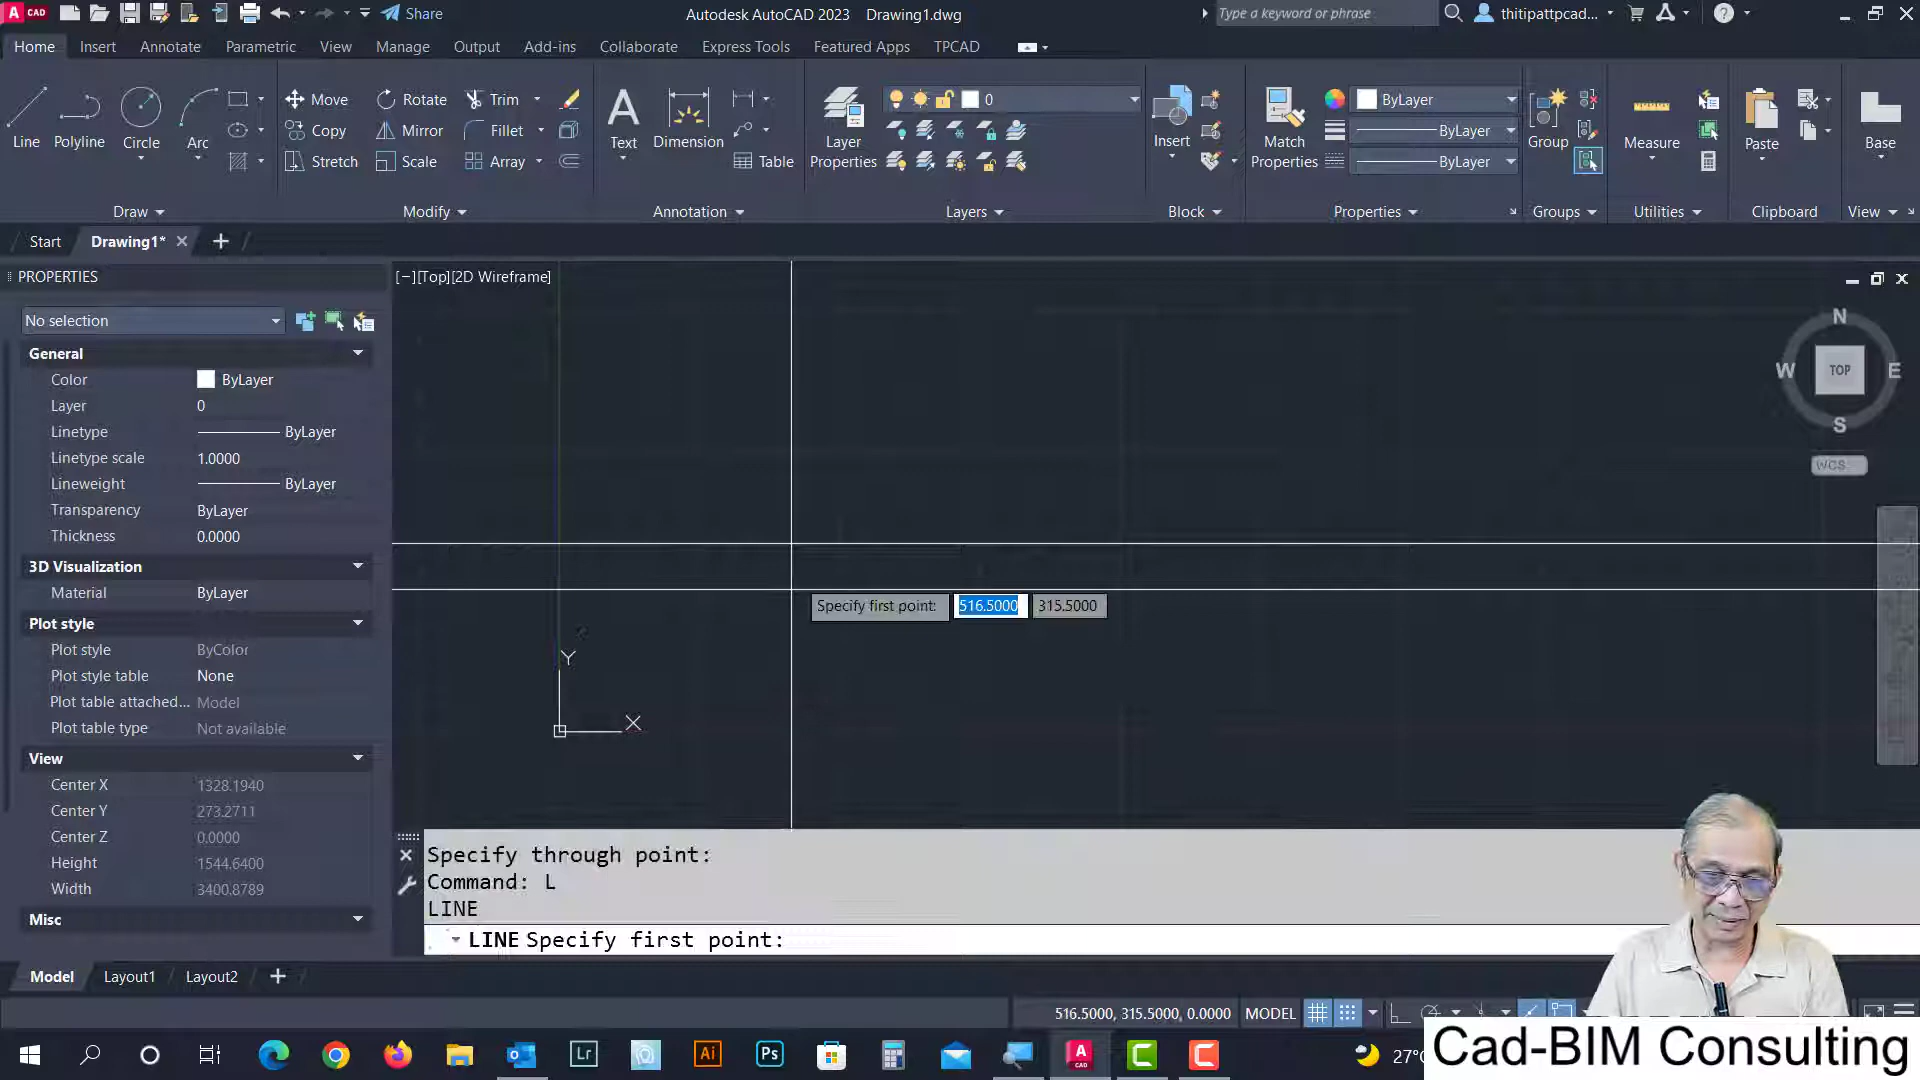 CAD
Share
Autodesk AutoCAD 2023 Drawing1.dwg
Type a keyword or phrase
thitipattpcad...
Home Insert Annotate Parametric View Manage Output Add-ins Collaborate Express Tools Featured Apps TPCAD
Line Polyline Circle Arc
Move Rotate Trim
Copy Mirror Fillet
Stretch Scale Array
Text Dimension Table
Layer Properties
0
Insert
Match Properties
ByLayer
ByLayer
ByLayer
Group
Measure
Paste
Base
Draw Modify Annotation Layers Block Properties Groups Utilities Clipboard View
Start Drawing1*
PROPERTIES
No selection
General
Color ByLayer
Layer 0
Linetype ByLayer
Linetype scale 1.0000
Lineweight ByLayer
Transparency ByLayer
Thickness 0.0000
3D Visualization
Material ByLayer
Plot style
Plot style ByColor
Plot style table None
Plot table attached... Model
Plot table type Not available
View
Center X 1328.1940
Center Y 273.2711
Center Z 0.0000
Height 1544.6400
Width 3400.8789
Misc
[−][Top][2D Wireframe]
N
W TOP E
S
WCS
Specify first point: 516.5000 315.5000
Y
X
Specify through point:
Command: L
LINE
LINE Specify first point:
Model Layout1 Layout2
516.5000, 315.5000, 0.0000 MODEL
Lr
Ai
Ps
A
CAD
C
C
27°
Cad-BIM Consulting